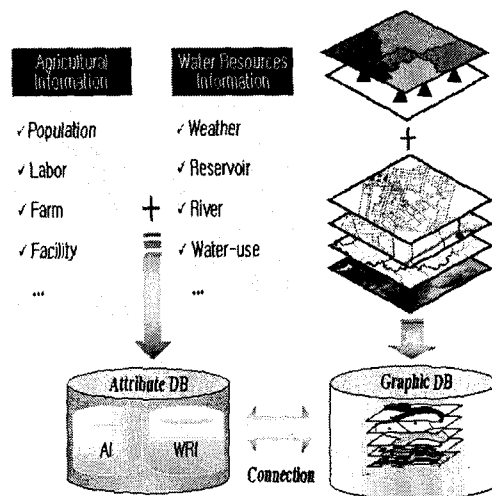 Agricultural
Information
✓ Population
✓ Labor
✓ Farm
✓ Facility
...
+
Water Resources
Information
✓ Weather
✓ Reservoir
✓ River
✓ Water-use
...
+
Attribute DB
AI
WRI
Connection
Graphic DB